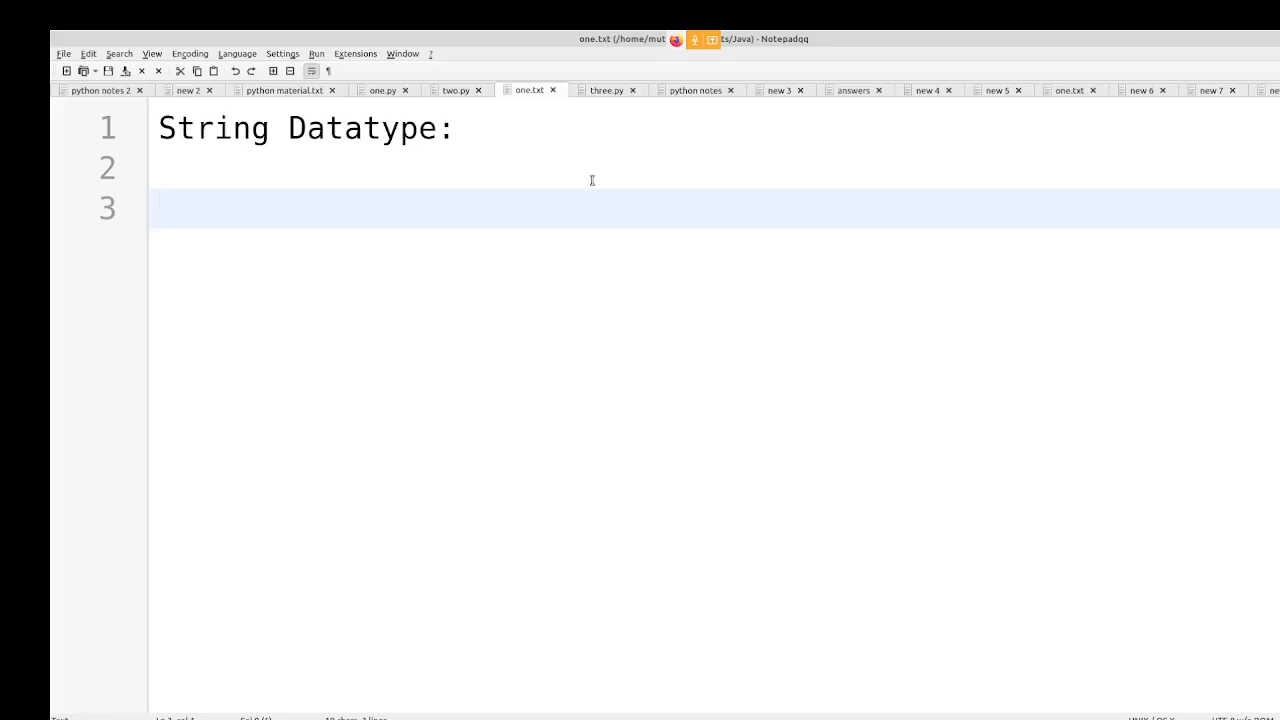 one.txt (/home/mut ts/Java) - Notepadqq
File Edit Search View Encoding Language Settings Run Extensions Window ?
python notes 2 new 2 python material.txt one.py two.py one.txt three.py python notes new 3 answers new 4 new 5 one.txt new 6 new 7 ne
1 String Datatype:
2
3